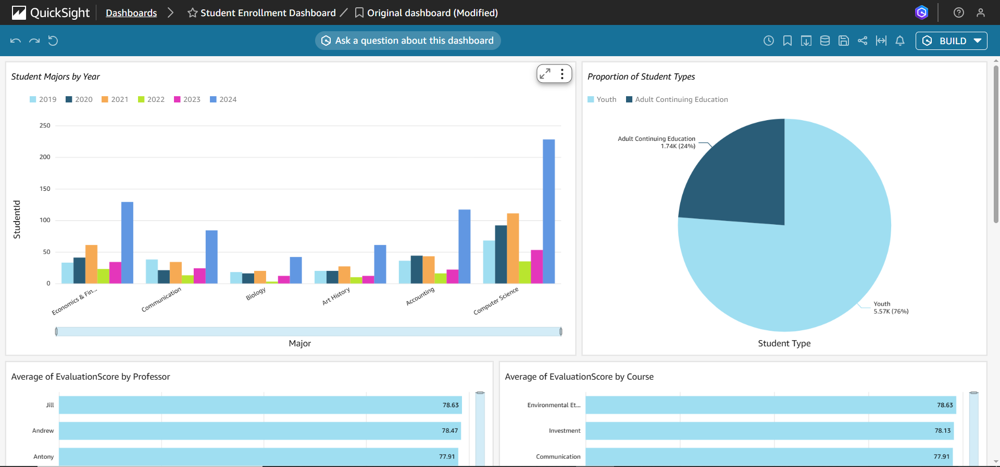 QuickSight Dashboards Student Enrollment Dashboard / Original dashboard (Modified)
Ask a question about this dashboard
BUILD
Student Majors by Year
2019 2020 2021 2022 2023 2024
250
200
150
100
50
0
StudentId
Economics & Fin...
Communication
Biology
Art History
Accounting
Computer Science
Major
Proportion of Student Types
Youth Adult Continuing Education
Adult Continuing Education
1.74K (24%)
Youth
5.57K (76%)
Student Type
Average of EvaluationScore by Professor
Jill 78.63
Andrew 78.47
Antony 77.91
Average of EvaluationScore by Course
Environmental Et... 78.63
Investment 78.13
Communication 77.91